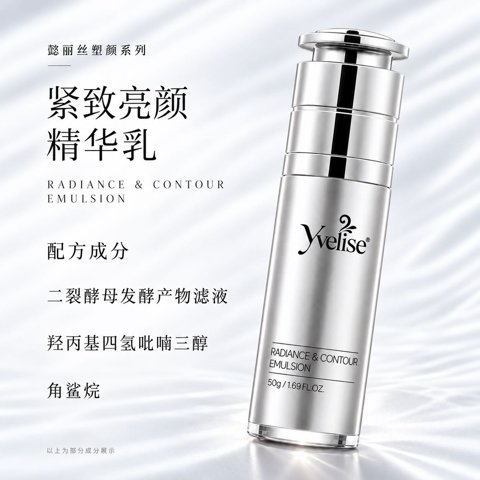 懿丽丝塑颜系列
紧致亮颜
精华乳
RADIANCE & CONTOUR
EMULSION
配方成分
二裂酵母发酵产物滤液
羟丙基四氢吡喃三醇
角鲨烷
以上为部分成分展示
Yvelise®
RADIANCE & CONTOUR
EMULSION
50g / 1.69 FL.OZ.